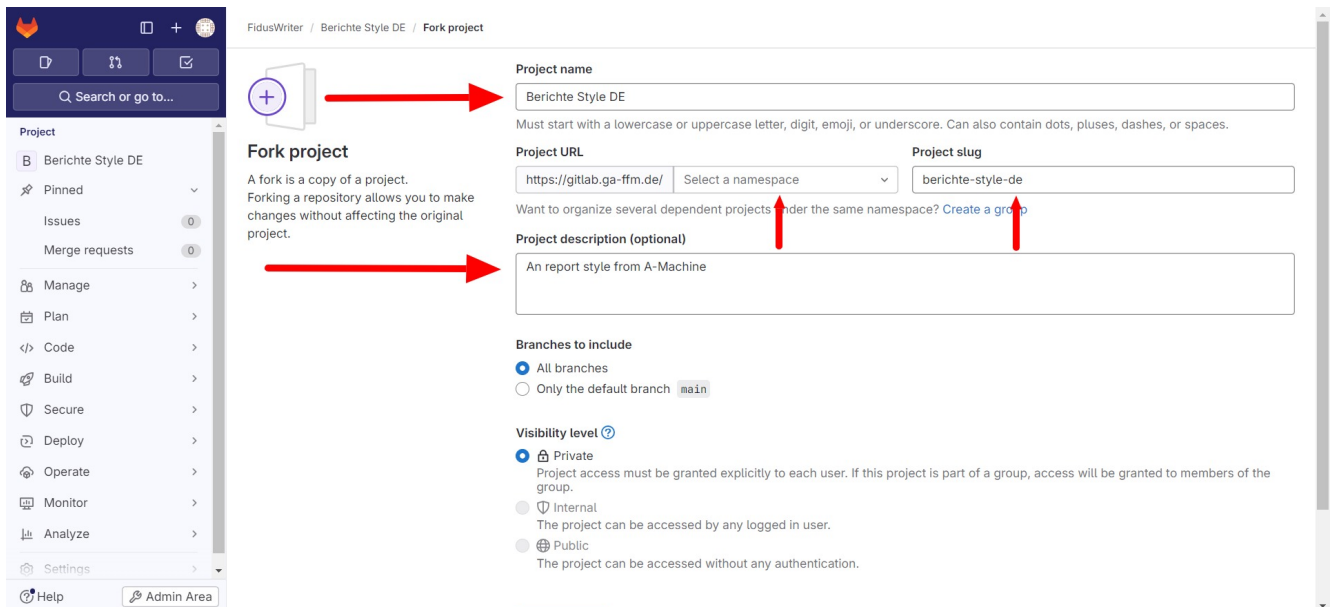 FidusWriter / Berichte Style DE / Fork project
Search or go to...
Project
B Berichte Style DE
Pinned
Issues 0
Merge requests 0
Manage
Plan
Code
Build
Secure
Deploy
Operate
Monitor
Analyze
Settings
Help
Admin Area
Fork project
A fork is a copy of a project.
Forking a repository allows you to make
changes without affecting the original
project.
Project name
Berichte Style DE
Must start with a lowercase or uppercase letter, digit, emoji, or underscore. Can also contain dots, pluses, dashes, or spaces.
Project URL
https://gitlab.ga-ffm.de/ Select a namespace
Project slug
berichte-style-de
Want to organize several dependent projects under the same namespace? Create a group
Project description (optional)
An report style from A-Machine
Branches to include
All branches
Only the default branch main
Visibility level
Private
Project access must be granted explicitly to each user. If this project is part of a group, access will be granted to members of the
group.
Internal
The project can be accessed by any logged in user.
Public
The project can be accessed without any authentication.